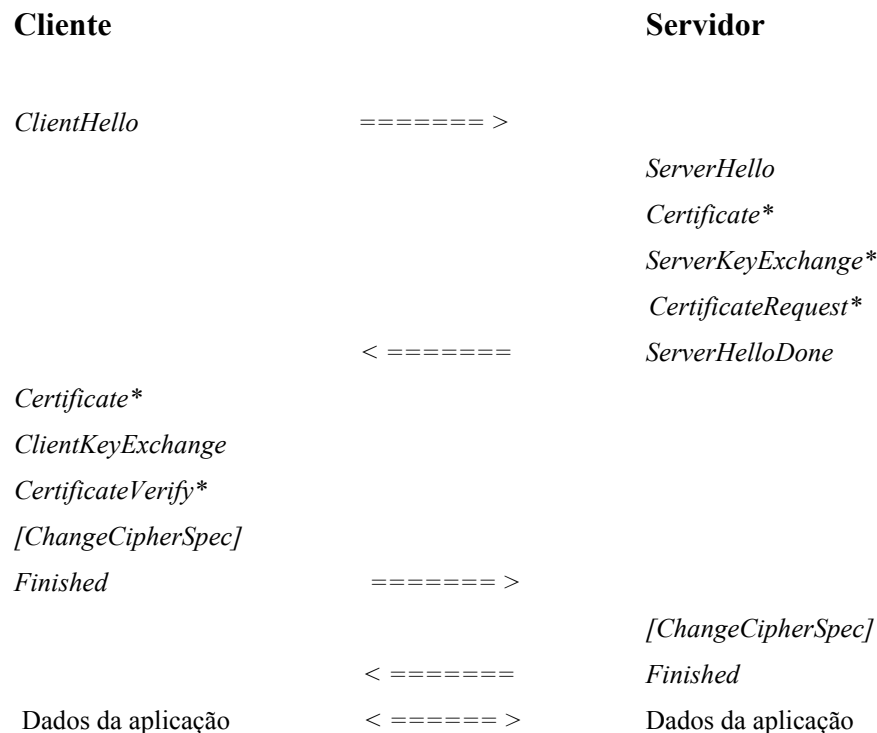 Cliente Servidor
ClientHello ======= >
ServerHello
Certificate*
ServerKeyExchange*
CertificateRequest*
< ======= ServerHelloDone
Certificate*
ClientKeyExchange
CertificateVerify*
[ChangeCipherSpec]
Finished ======= >
[ChangeCipherSpec]
< ======= Finished
Dados da aplicação < ====== > Dados da aplicação